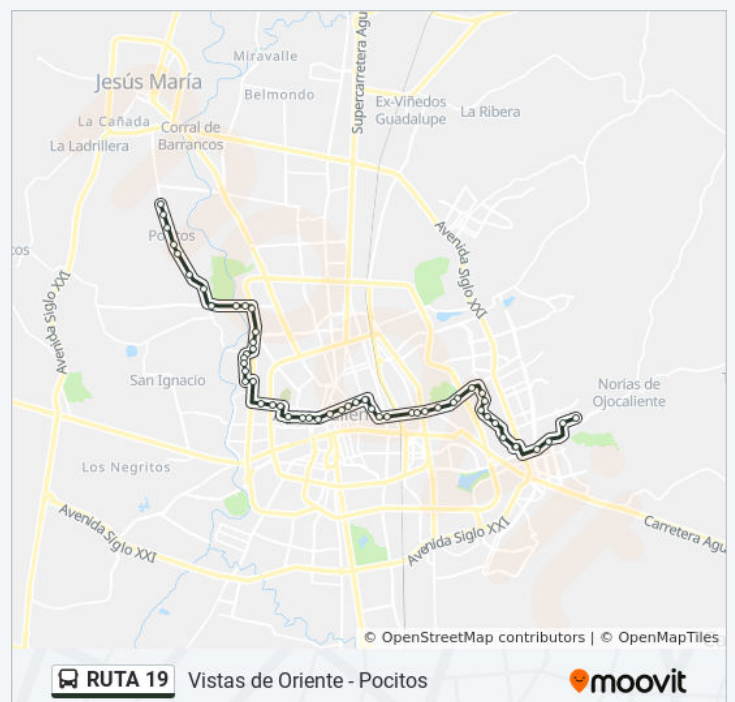 Miravalle
Supercarretera Agu
Jesús María
Belmondo
Ex-Viñedos
Guadalupe
La Ribera
La Cañada
Corral de
Barrancos
La Ladrillera
Avenida Siglo XXI
os
Avenida Siglo XXI
San Ignacio
Norias de
Ojocaliente
Los Negritos
Avenida Siglo XXI
Avenida Siglo XXI
Carretera Agu
© OpenStreetMap contributors | © OpenMapTiles
RUTA 19 Vistas de Oriente - Pocitos
moovit